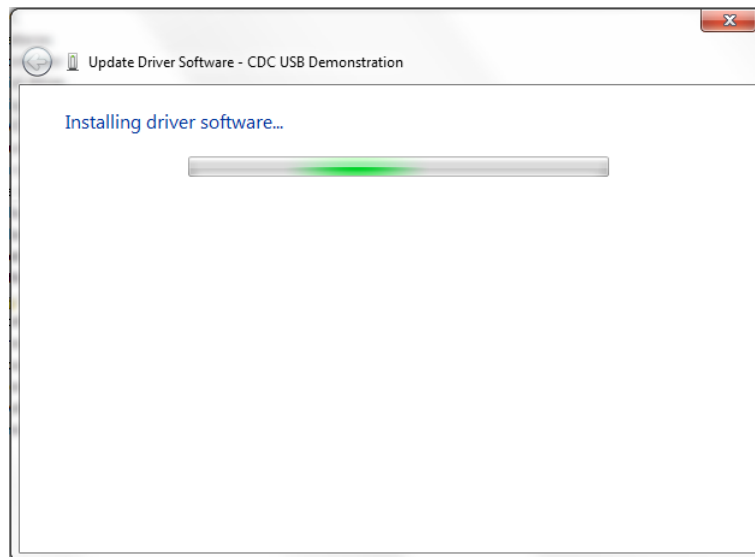 Update Driver Software - CDC USB Demonstration
Installing driver software...